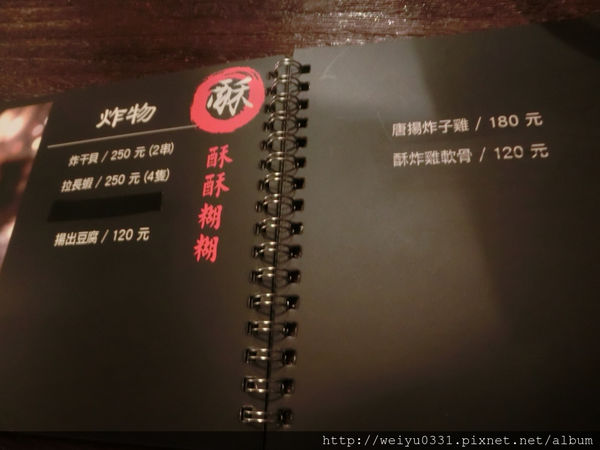 炸物
酥
炸干貝 / 250 元 (2串)
拉長蝦 / 250 元 (4隻)
揚出豆腐 / 120 元
酥酥糊糊
唐揚炸子雞 / 180 元
酥炸雞軟骨 / 120 元
http://weiyu0331.pixnet.net/album